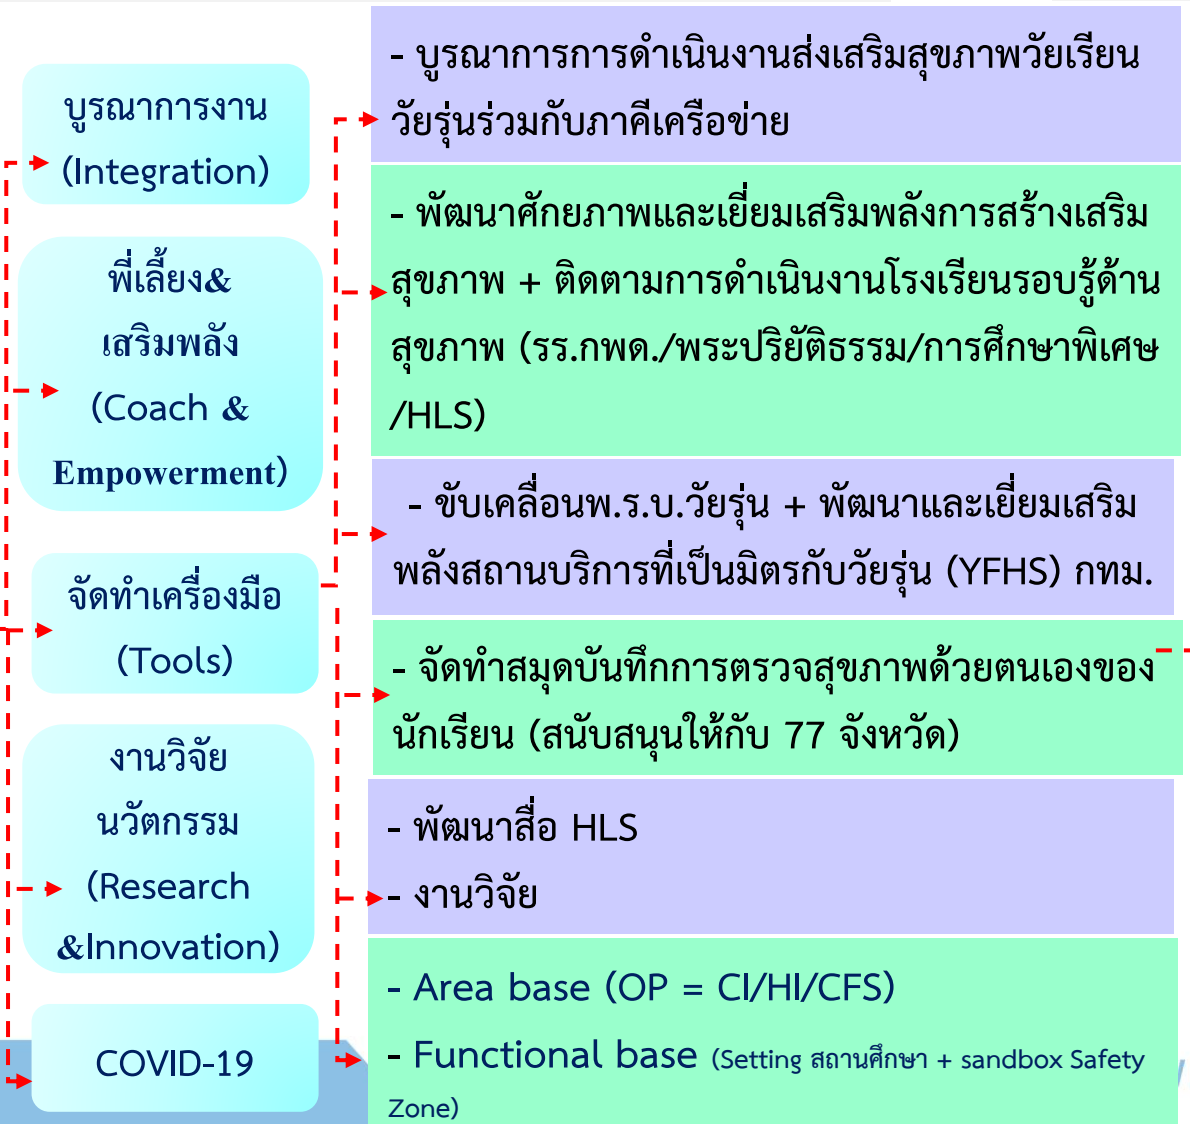 บูรณาการงาน
(Integration)
พี่เลี้ยง&
เสริมพลัง
(Coach &
Empowerment)
จัดทำเครื่องมือ
(Tools)
งานวิจัย
นวัตกรรม
(Research
&Innovation)
COVID-19
- บูรณาการการดำเนินงานส่งเสริมสุขภาพวัยเรียน
วัยรุ่นร่วมกับภาคีเครือข่าย
- พัฒนาศักยภาพและเยี่ยมเสริมพลังการสร้างเสริม
สุขภาพ + ติดตามการดำเนินงานโรงเรียนรอบรู้ด้าน
สุขภาพ (รร.กพด./พระปริยัติธรรม/การศึกษาพิเศษ
/HLS)
- ขับเคลื่อนพ.ร.บ.วัยรุ่น + พัฒนาและเยี่ยมเสริม
พลังสถานบริการที่เป็นมิตรกับวัยรุ่น (YFHS) กทม.
- จัดทำสมุดบันทึกการตรวจสุขภาพด้วยตนเองของ
นักเรียน (สนับสนุนให้กับ 77 จังหวัด)
- พัฒนาสื่อ HLS
- งานวิจัย
- Area base (OP = CI/HI/CFS)
- Functional base (Setting สถานศึกษา + sandbox Safety
Zone)